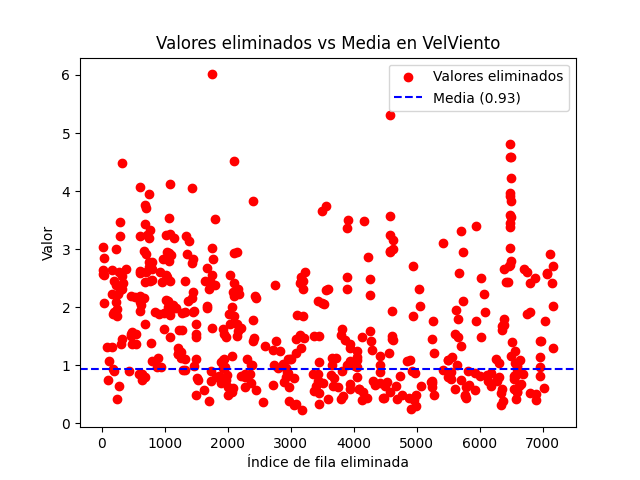 Valores eliminados vs Media en VelViento
Valores eliminados
Media (0.93)
Valor
6
5
4
3
2
1
0
0 1000 2000 3000 4000 5000 6000 7000
Índice de fila eliminada